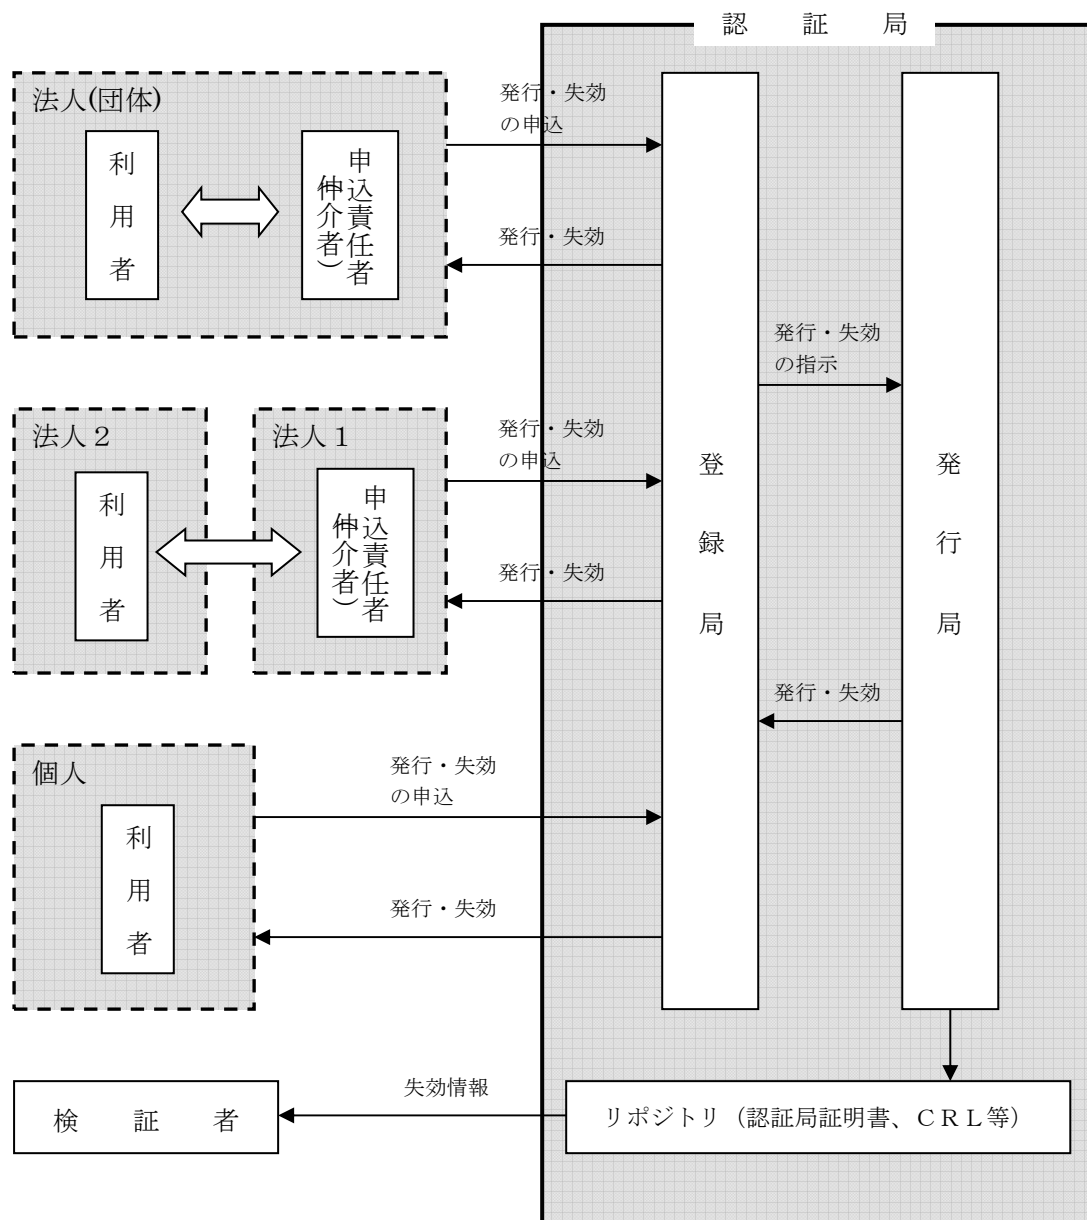 認 証 局
法人(団体)
利用者
申込責任者
(仲介者)
発行・失効
の申込
発行・失効
発行・失効
の指示
法人２
利用者
法人１
申込責任者
(仲介者)
発行・失効
の申込
発行・失効
登録局
発行局
発行・失効
個人
利用者
発行・失効
の申込
発行・失効
検 証 者
失効情報
リポジトリ（認証局証明書、ＣＲＬ等）